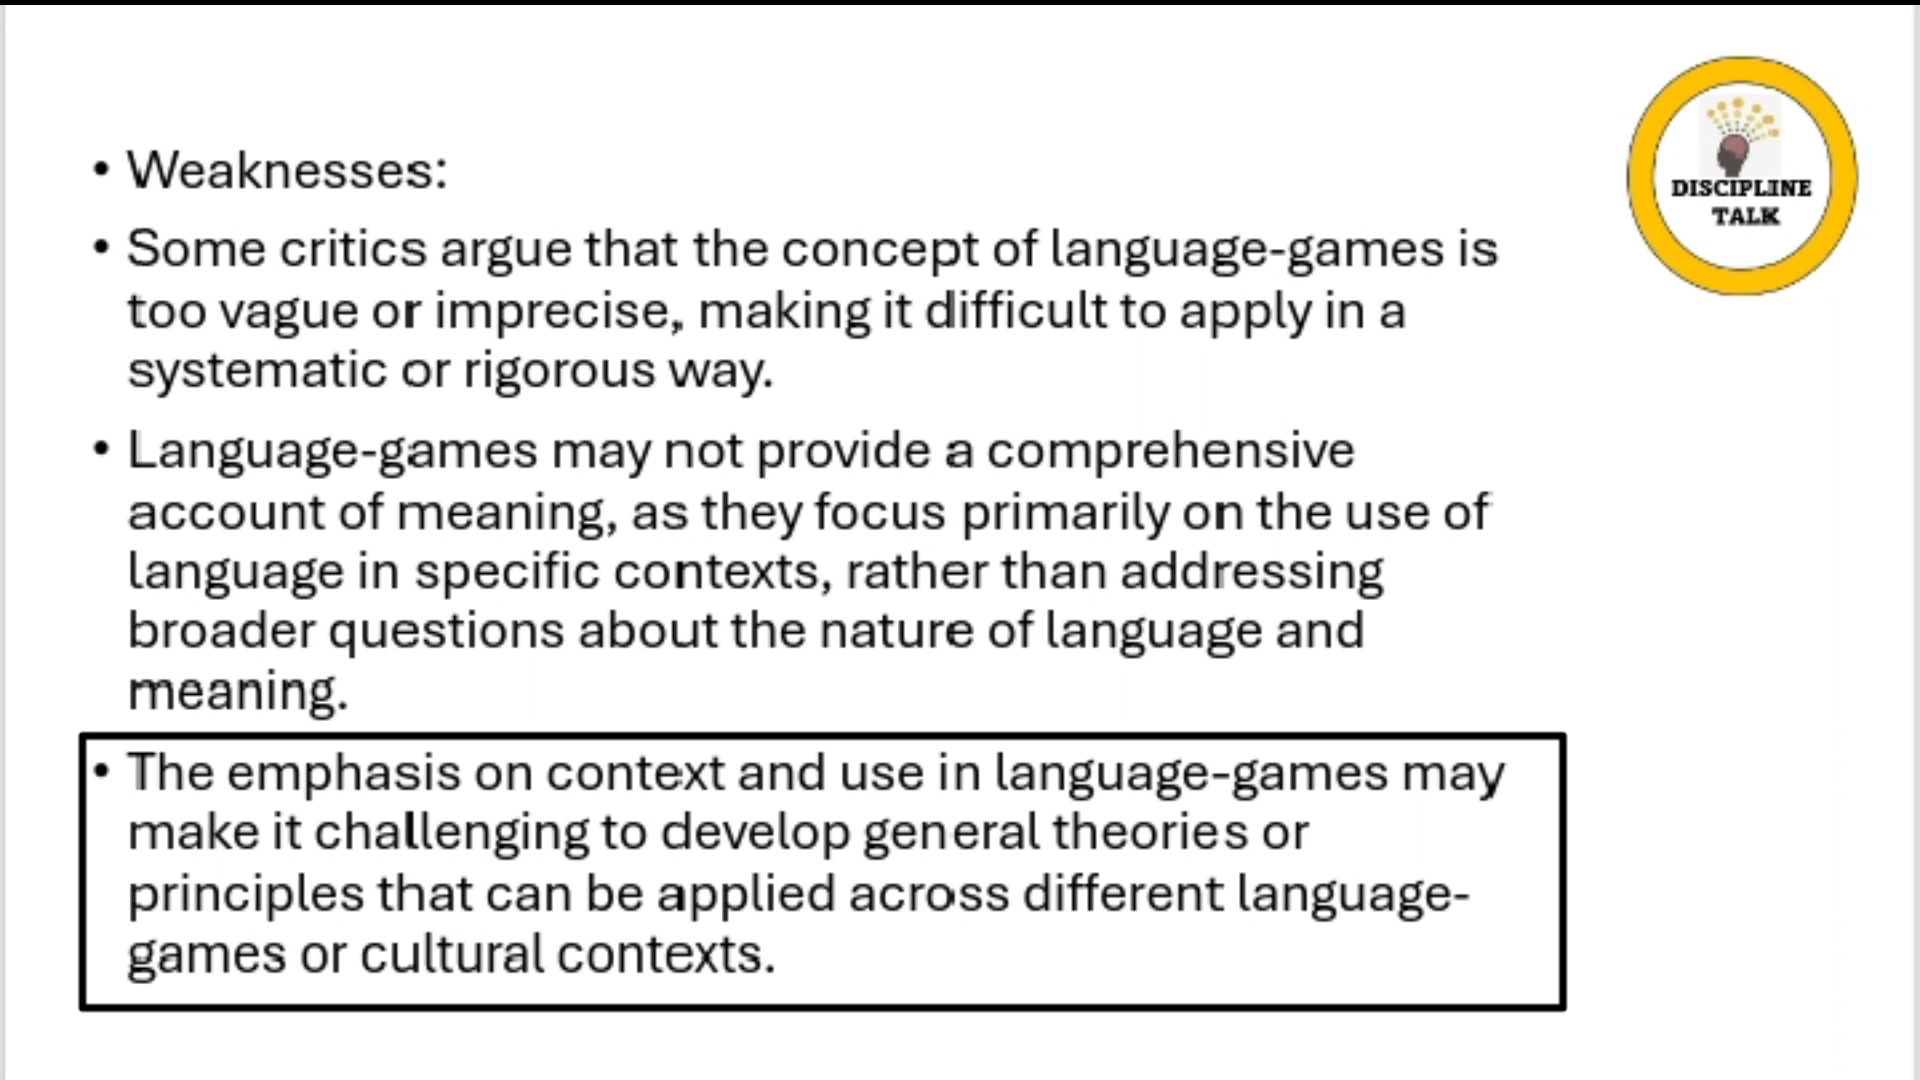 DISCIPLINE
TALK
• Weaknesses:
• Some critics argue that the concept of language-games is
too vague or imprecise, making it difficult to apply in a
systematic or rigorous way.
• Language-games may not provide a comprehensive
account of meaning, as they focus primarily on the use of
language in specific contexts, rather than addressing
broader questions about the nature of language and
meaning.
• The emphasis on context and use in language-games may
make it challenging to develop general theories or
principles that can be applied across different language-
games or cultural contexts.